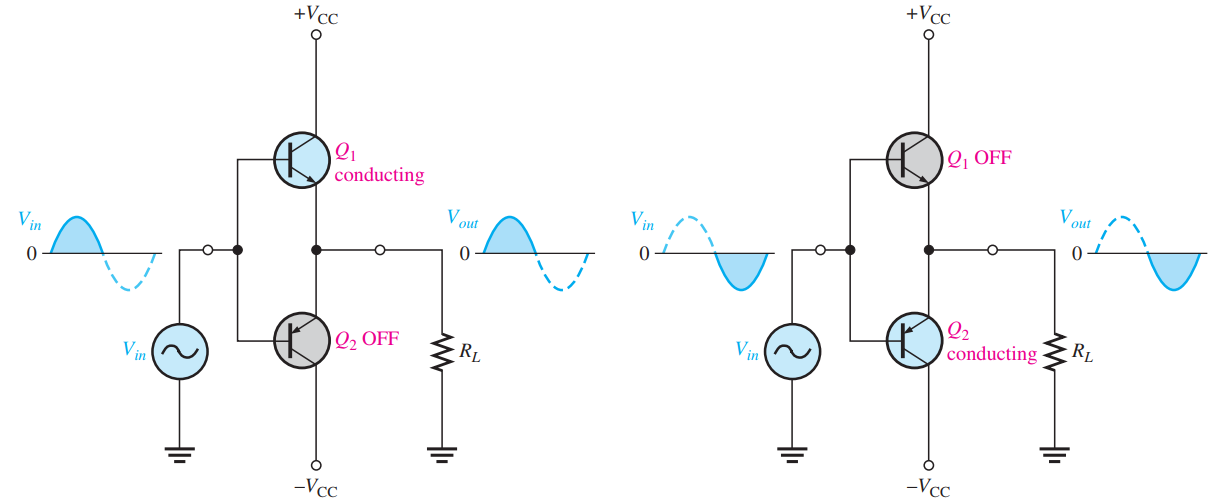 +VCC
Q1
conducting
Vin
0
Vout
0
Vin
Q2 OFF
RL
−VCC
+VCC
Q1 OFF
Vin
0
Vout
0
Vin
Q2
conducting
RL
−VCC